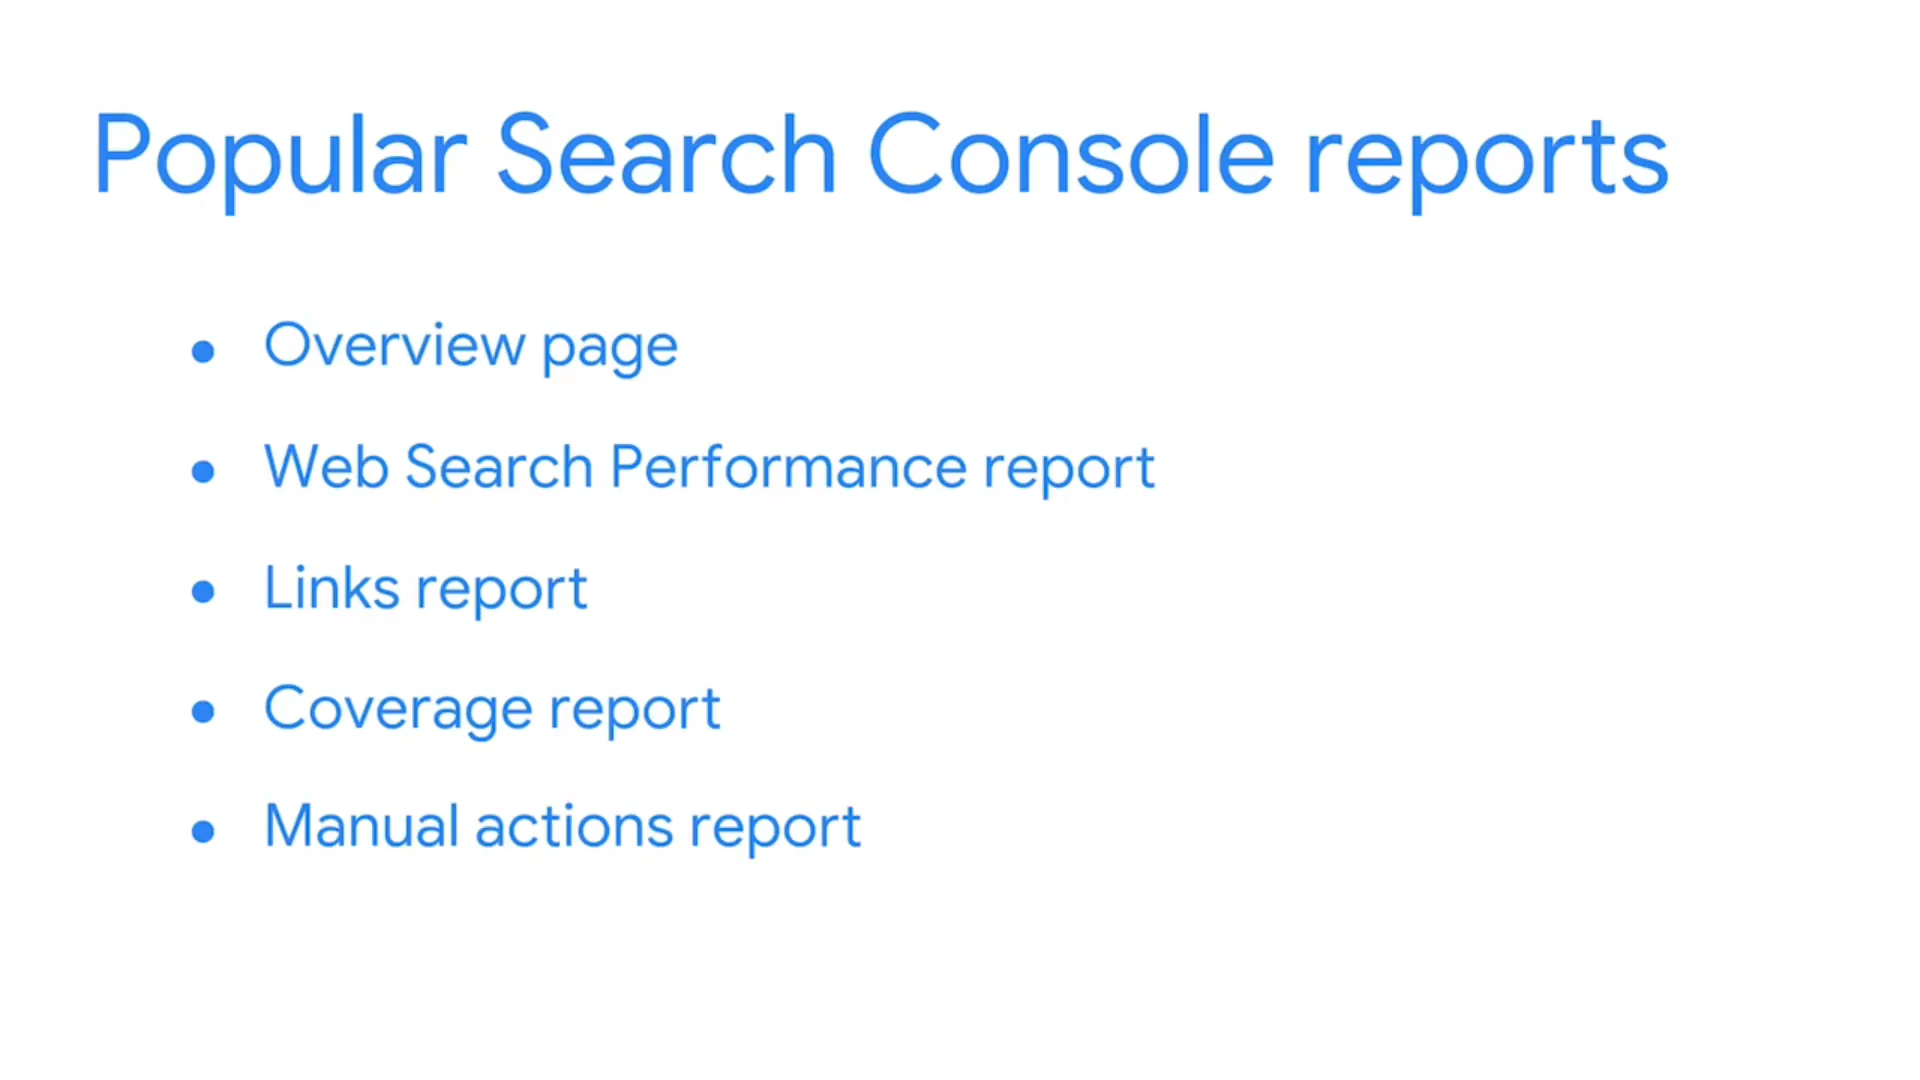 Popular Search Console reports
• Overview page
• Web Search Performance report
• Links report
• Coverage report
• Manual actions report